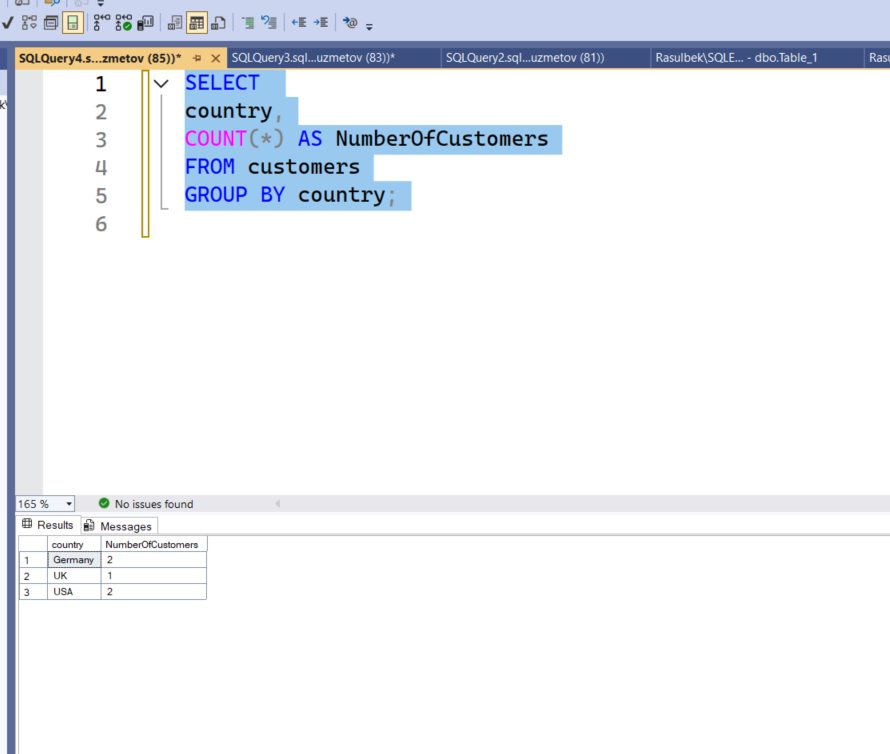 SQLQuery4.s...zmetov (85))*
SQLQuery3.sql...uzmetov (83))*
SQLQuery2.sql...uzmetov (81))
Rasulbek\SQLE... - dbo.Table_1
Rasu
1 SELECT
2 country,
3 COUNT(*) AS NumberOfCustomers
4 FROM customers
5 GROUP BY country;
6
165 %
No issues found
Results
Messages
country NumberOfCustomers
1 Germany 2
2 UK 1
3 USA 2